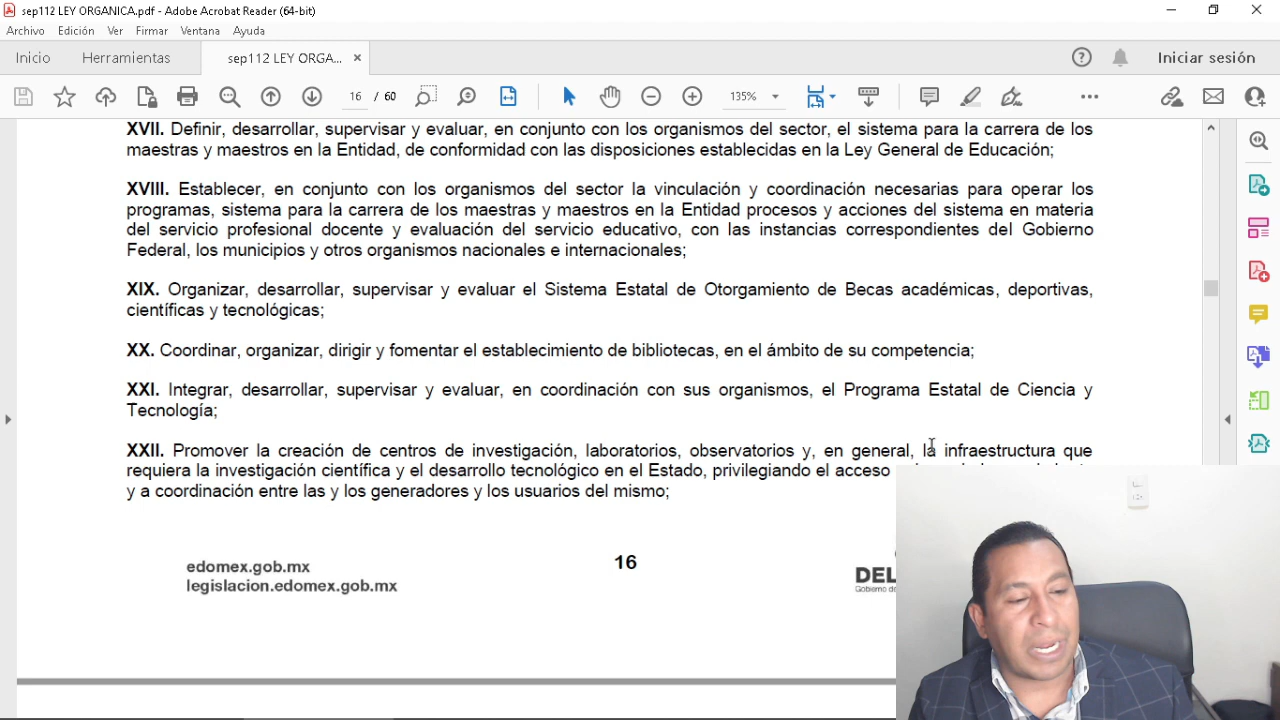 sep112 LEY ORGANICA.pdf - Adobe Acrobat Reader (64-bit)
Archivo Edición Ver Firmar Ventana Ayuda
Inicio Herramientas sep112 LEY ORGA... × Iniciar sesión
16 / 60 135%
XVII. Definir, desarrollar, supervisar y evaluar, en conjunto con los organismos del sector, el sistema para la carrera de los
maestras y maestros en la Entidad, de conformidad con las disposiciones establecidas en la Ley General de Educación;
XVIII. Establecer, en conjunto con los organismos del sector la vinculación y coordinación necesarias para operar los
programas, sistema para la carrera de los maestras y maestros en la Entidad procesos y acciones del sistema en materia
del servicio profesional docente y evaluación del servicio educativo, con las instancias correspondientes del Gobierno
Federal, los municipios y otros organismos nacionales e internacionales;
XIX. Organizar, desarrollar, supervisar y evaluar el Sistema Estatal de Otorgamiento de Becas académicas, deportivas,
científicas y tecnológicas;
XX. Coordinar, organizar, dirigir y fomentar el establecimiento de bibliotecas, en el ámbito de su competencia;
XXI. Integrar, desarrollar, supervisar y evaluar, en coordinación con sus organismos, el Programa Estatal de Ciencia y
Tecnología;
XXII. Promover la creación de centros de investigación, laboratorios, observatorios y, en general, la infraestructura que
requiera la investigación científica y el desarrollo tecnológico en el Estado, privilegiando el acceso
y a coordinación entre las y los generadores y los usuarios del mismo;
edomex.gob.mx
legislacion.edomex.gob.mx
16
DEL